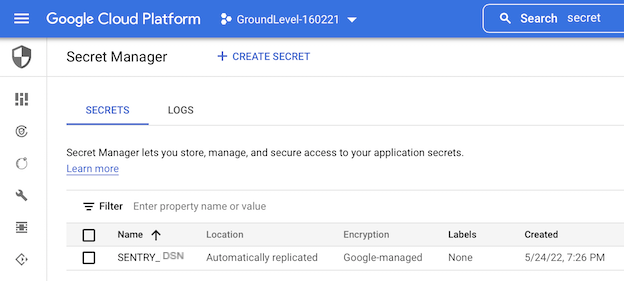 Google Cloud Platform GroundLevel-160221 Search secret
Secret Manager CREATE SECRET
SECRETS LOGS
Secret Manager lets you store, manage, and secure access to your application secrets.
Learn more
Filter Enter property name or value
Name Location Encryption Labels Created
SENTRY_DSN Automatically replicated Google-managed None 5/24/22, 7:26 PM